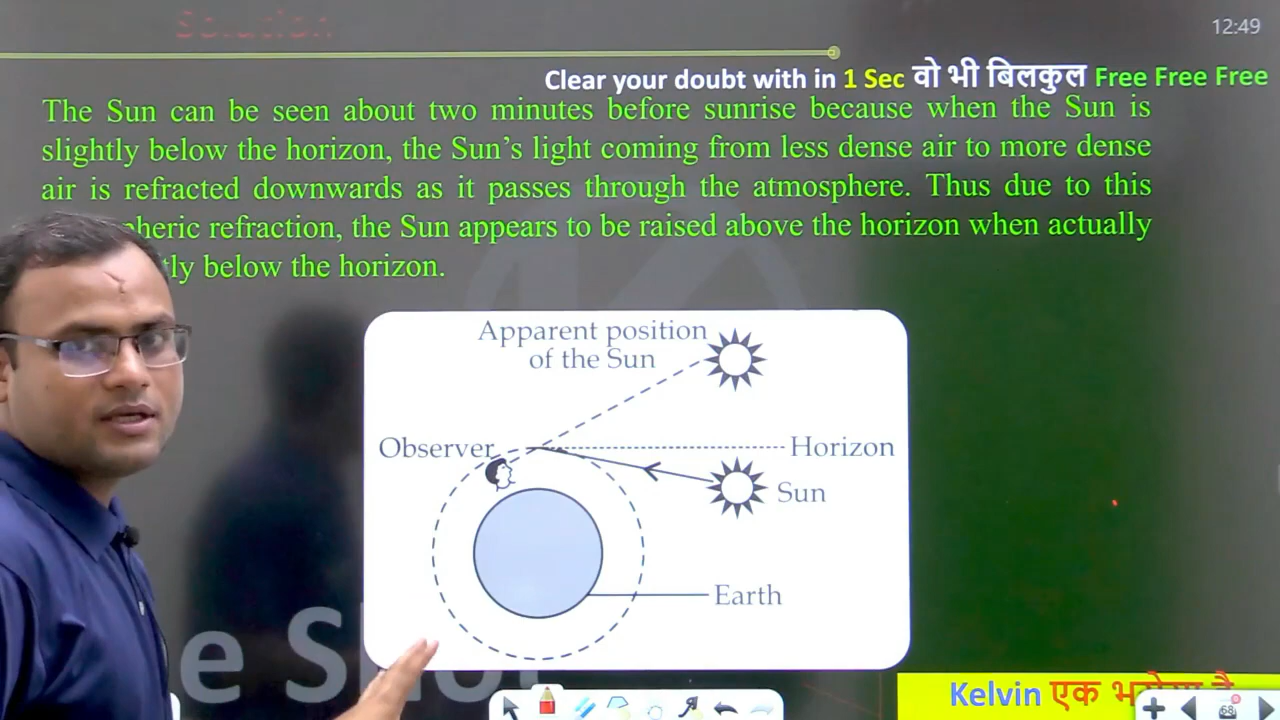 Solution
12:49
Clear your doubt with in 1 Sec वो भी बिलकुल Free Free Free
The Sun can be seen about two minutes before sunrise because when the Sun is
slightly below the horizon, the Sun’s light coming from less dense air to more dense
air is refracted downwards as it passes through the atmosphere. Thus due to this
pheric refraction, the Sun appears to be raised above the horizon when actually
tly below the horizon.
Apparent position
of the Sun
Observer
Horizon
Sun
Earth
e Shot
Kelvin एक भरोसा है
68